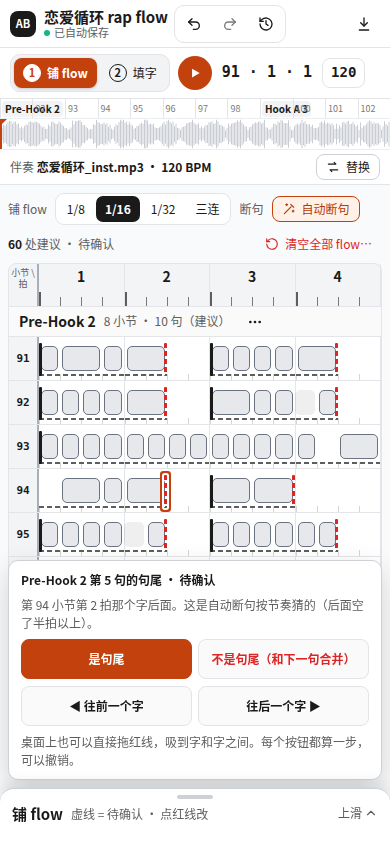 AB 恋爱循环 rap flow
已自动保存
1 铺 flow 2 填字 91 · 1 · 1 120
Pre-Hook 2 93 94 95 96 97 98 Hook A 3 101 102
伴奏 恋爱循环_inst.mp3 · 120 BPM 替换
铺 flow 1/8 1/16 1/32 三连 断句 自动断句
60 处建议 · 待确认 清空全部 flow…
小节 \ 拍 1 2 3 4
Pre-Hook 2 8 小节 · 10 句（建议） ···
91
92
93
94
95
Pre-Hook 2 第 5 句的句尾 · 待确认
第 94 小节第 2 拍那个字后面。这是自动断句按节奏猜的（后面空
了半拍以上）。
是句尾 不是句尾（和下一句合并）
◀ 往前一个字 往后一个字 ▶
桌面上也可以直接拖红线，吸到字和字之间。每个按钮都算一步，
可以撤销。
铺 flow 虚线 = 待确认 · 点红线改 上滑